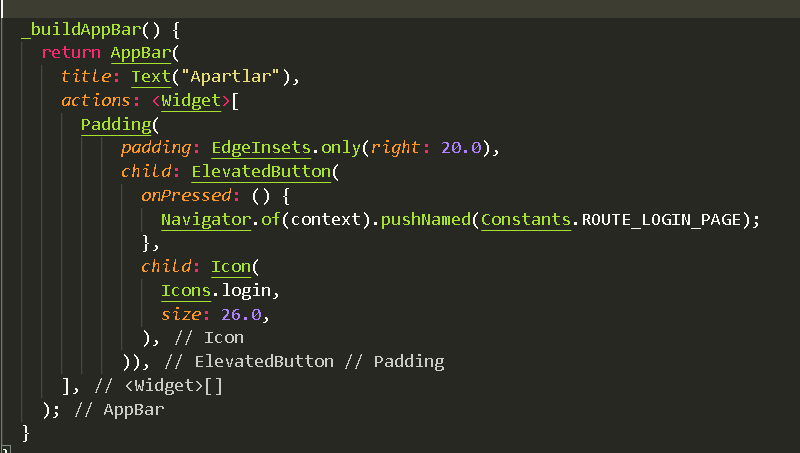 _buildAppBar() {
return AppBar(
title: Text("Apartlar"),
actions: <Widget>[
Padding(
padding: EdgeInsets.only(right: 20.0),
child: ElevatedButton(
onPressed: () {
Navigator.of(context).pushNamed(Constants.ROUTE_LOGIN_PAGE);
},
child: Icon(
Icons.login,
size: 26.0,
), // Icon
)), // ElevatedButton // Padding
], // <Widget>[]
); // AppBar
}